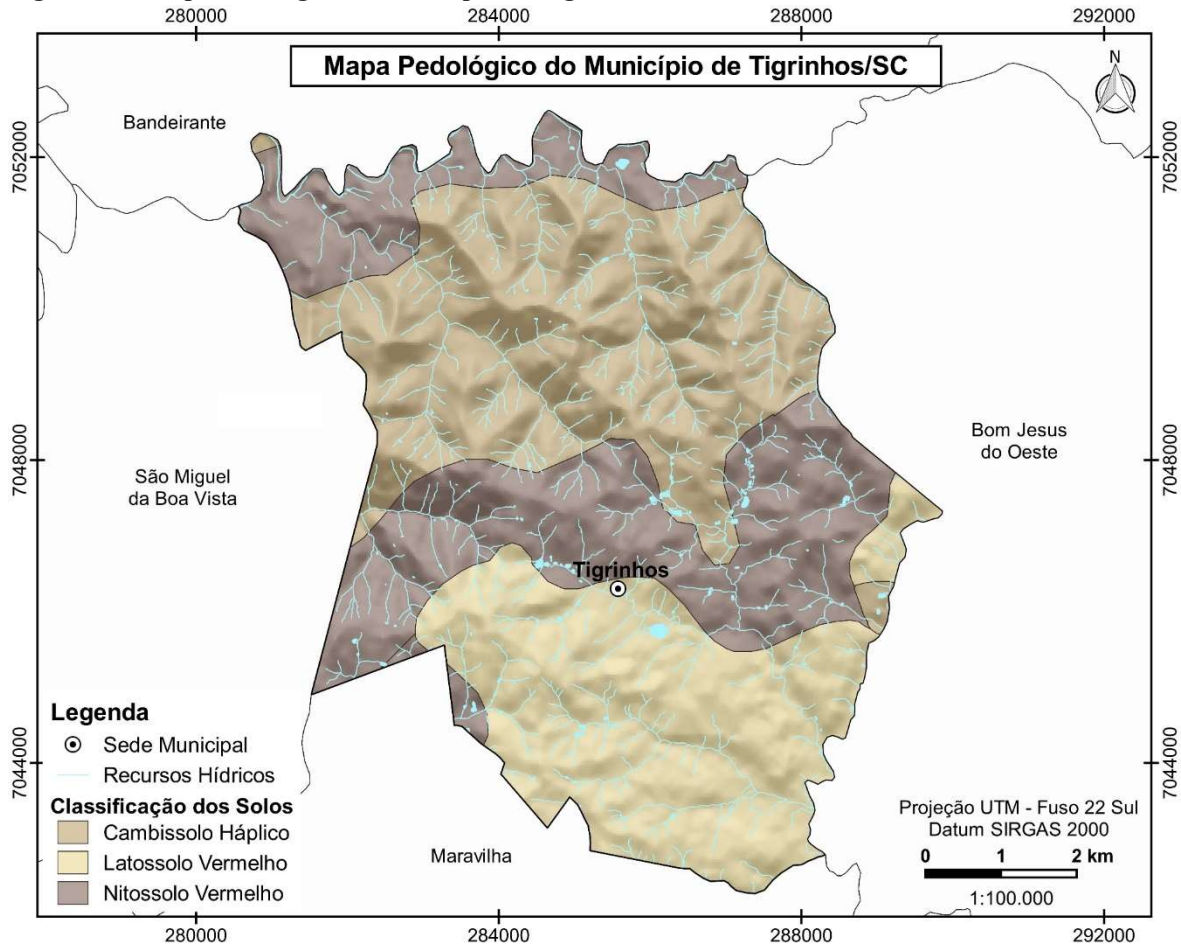 280000
284000
288000
292000
Mapa Pedológico do Município de Tigrinhos/SC
N
Bandeirante
7052000
7052000
Bom Jesus
do Oeste
7048000
7048000
São Miguel
da Boa Vista
Tigrinhos
Legenda
Sede Municipal
Recursos Hídricos
Classificação dos Solos
Cambissolo Háplico
Latossolo Vermelho
Nitossolo Vermelho
7044000
7044000
Maravilha
Projeção UTM - Fuso 22 Sul
Datum SIRGAS 2000
0 1 2 km
1:100.000
280000
284000
288000
292000